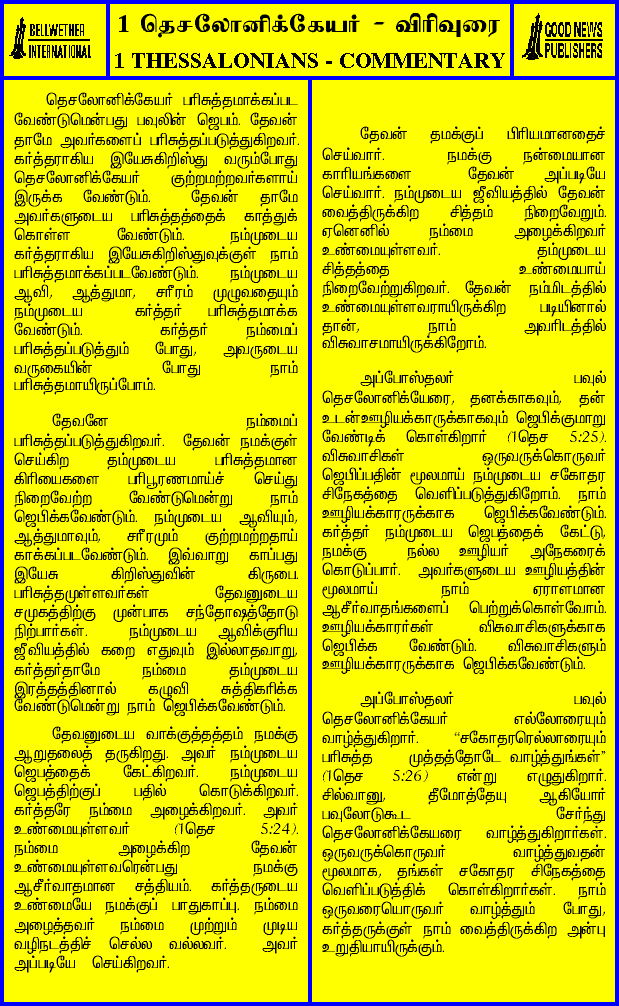 BELLWETHER
INTERNATIONAL
1 தெசலோனிக்கேயர் - விரிவுரை
1 THESSALONIANS - COMMENTARY
GOOD NEWS
PUBLISHERS
தெசலோனிக்கேயர் பரிசுத்தமாக்கப்பட
வேண்டுமென்பது பவுலின் ஜெபம். தேவன்
தாமே அவர்களைப் பரிசுத்தப்படுத்துகிறவர்.
கர்த்தராகிய இயேசுகிறிஸ்து வரும்போது
தெசலோனிக்கேயர் குற்றமற்றவர்களாய்
இருக்க வேண்டும். தேவன் தாமே
அவர்களுடைய பரிசுத்தத்தைக் காத்துக்
கொள்ள வேண்டும். நம்முடைய
கர்த்தராகிய இயேசுகிறிஸ்துவுக்குள் நாம்
பரிசுத்தமாக்கப்படவேண்டும். நம்முடைய
ஆவி, ஆத்துமா, சரீரம் முழுவதையும்
நம்முடைய கர்த்தர் பரிசுத்தமாக்க
வேண்டும். கர்த்தர் நம்மைப்
பரிசுத்தப்படுத்தும் போது, அவருடைய
வருகையின் போது நாம்
பரிசுத்தமாயிருப்போம்.
தேவனே நம்மைப்
பரிசுத்தப்படுத்துகிறவர். தேவன் நமக்குள்
செய்கிற தம்முடைய பரிசுத்தமான
கிரியைகளை பரிபூரணமாய்ச் செய்து
நிறைவேற்ற வேண்டுமென்று நாம்
ஜெபிக்கவேண்டும். நம்முடைய ஆவியும்,
ஆத்துமாவும், சரீரமும் குற்றமற்றதாய்
காக்கப்படவேண்டும். இவ்வாறு காப்பது
இயேசு கிறிஸ்துவின் கிருபை.
பரிசுத்தமுள்ளவர்கள் தேவனுடைய
சமுகத்திற்கு முன்பாக சந்தோஷத்தோடு
நிற்பார்கள். நம்முடைய ஆவிக்குரிய
ஜீவியத்தில் கறை எதுவும் இல்லாதவாறு,
கர்த்தர்தாமே நம்மை தம்முடைய
இரத்தத்தினால் கழுவி சுத்திகரிக்க
வேண்டுமென்று நாம் ஜெபிக்கவேண்டும்.
தேவனுடைய வாக்குத்தத்தம் நமக்கு
ஆறுதலைத் தருகிறது. அவர் நம்முடைய
ஜெபத்தைக் கேட்கிறவர். நம்முடைய
ஜெபத்திற்குப் பதில் கொடுக்கிறவர்.
கர்த்தரே நம்மை அழைக்கிறவர். அவர்
உண்மையுள்ளவர் (1தெச 5:24).
நம்மை அழைக்கிற தேவன்
உண்மையுள்ளவரென்பது நமக்கு
ஆசீர்வாதமான சத்தியம். கர்த்தருடைய
உண்மையே நமக்குப் பாதுகாப்பு. நம்மை
அழைத்தவர் நம்மை முற்றும் முடிய
வழிநடத்திச் செல்ல வல்லவர். அவர்
அப்படியே செய்கிறவர்.
தேவன் தமக்குப் பிரியமானதைச்
செய்வார். நமக்கு நன்மையான
காரியங்களை தேவன் அப்படியே
செய்வார். நம்முடைய ஜீவியத்தில் தேவன்
வைத்திருக்கிற சித்தம் நிறைவேறும்.
ஏனெனில் நம்மை அழைக்கிறவர்
உண்மையுள்ளவர். தம்முடைய
சித்தத்தை உண்மையாய்
நிறைவேற்றுகிறவர். தேவன் நம்மிடத்தில்
உண்மையுள்ளவராயிருக்கிற படியினால்
தான், நாம் அவரிடத்தில்
விசுவாசமாயிருக்கிறோம்.
அப்போஸ்தலர் பவுல்
தெசலோனிக்கேயரை, தனக்காகவும், தன்
உடன்ஊழியக்காருக்காகவும் ஜெபிக்குமாறு
வேண்டிக் கொள்கிறார் (1தெச 5:25).
விசுவாசிகள் ஒருவருக்கொருவர்
ஜெபிப்பதின் மூலமாய் நம்முடைய சகோதர
சிநேகத்தை வெளிப்படுத்துகிறோம். நாம்
ஊழியக்காரருக்காக ஜெபிக்கவேண்டும்.
கர்த்தர் நம்முடைய ஜெபத்தைக் கேட்டு,
நமக்கு நல்ல ஊழியர் அநேகரைக்
கொடுப்பார். அவர்களுடைய ஊழியத்தின்
மூலமாய் நாம் ஏராளமான
ஆசீர்வாதங்களைப் பெற்றுக்கொள்வோம்.
ஊழியக்காரர்கள் விசுவாசிகளுக்காக
ஜெபிக்க வேண்டும். விசுவாசிகளும்
ஊழியக்காரருக்காக ஜெபிக்கவேண்டும்.
அப்போஸ்தலர் பவுல்
தெசலோனிக்கேயர் எல்லோரையும்
வாழ்த்துகிறார். “சகோதரரெல்லாரையும்
பரிசுத்த முத்தத்தோடே வாழ்த்துங்கள்”
(1தெச 5:26) என்று எழுதுகிறார்.
சில்வானு, தீமோத்தேயு ஆகியோர்
பவுலோடுகூட சேர்ந்து
தெசலோனிக்கேயரை வாழ்த்துகிறார்கள்.
ஒருவருக்கொருவர் வாழ்த்துவதன்
மூலமாக, தங்கள் சகோதர சிநேகத்தை
வெளிப்படுத்திக் கொள்கிறார்கள். நாம்
ஒருவரையொருவர் வாழ்த்தும் போது,
கர்த்தருக்குள் நாம் வைத்திருக்கிற அன்பு
உறுதியாயிருக்கும்.